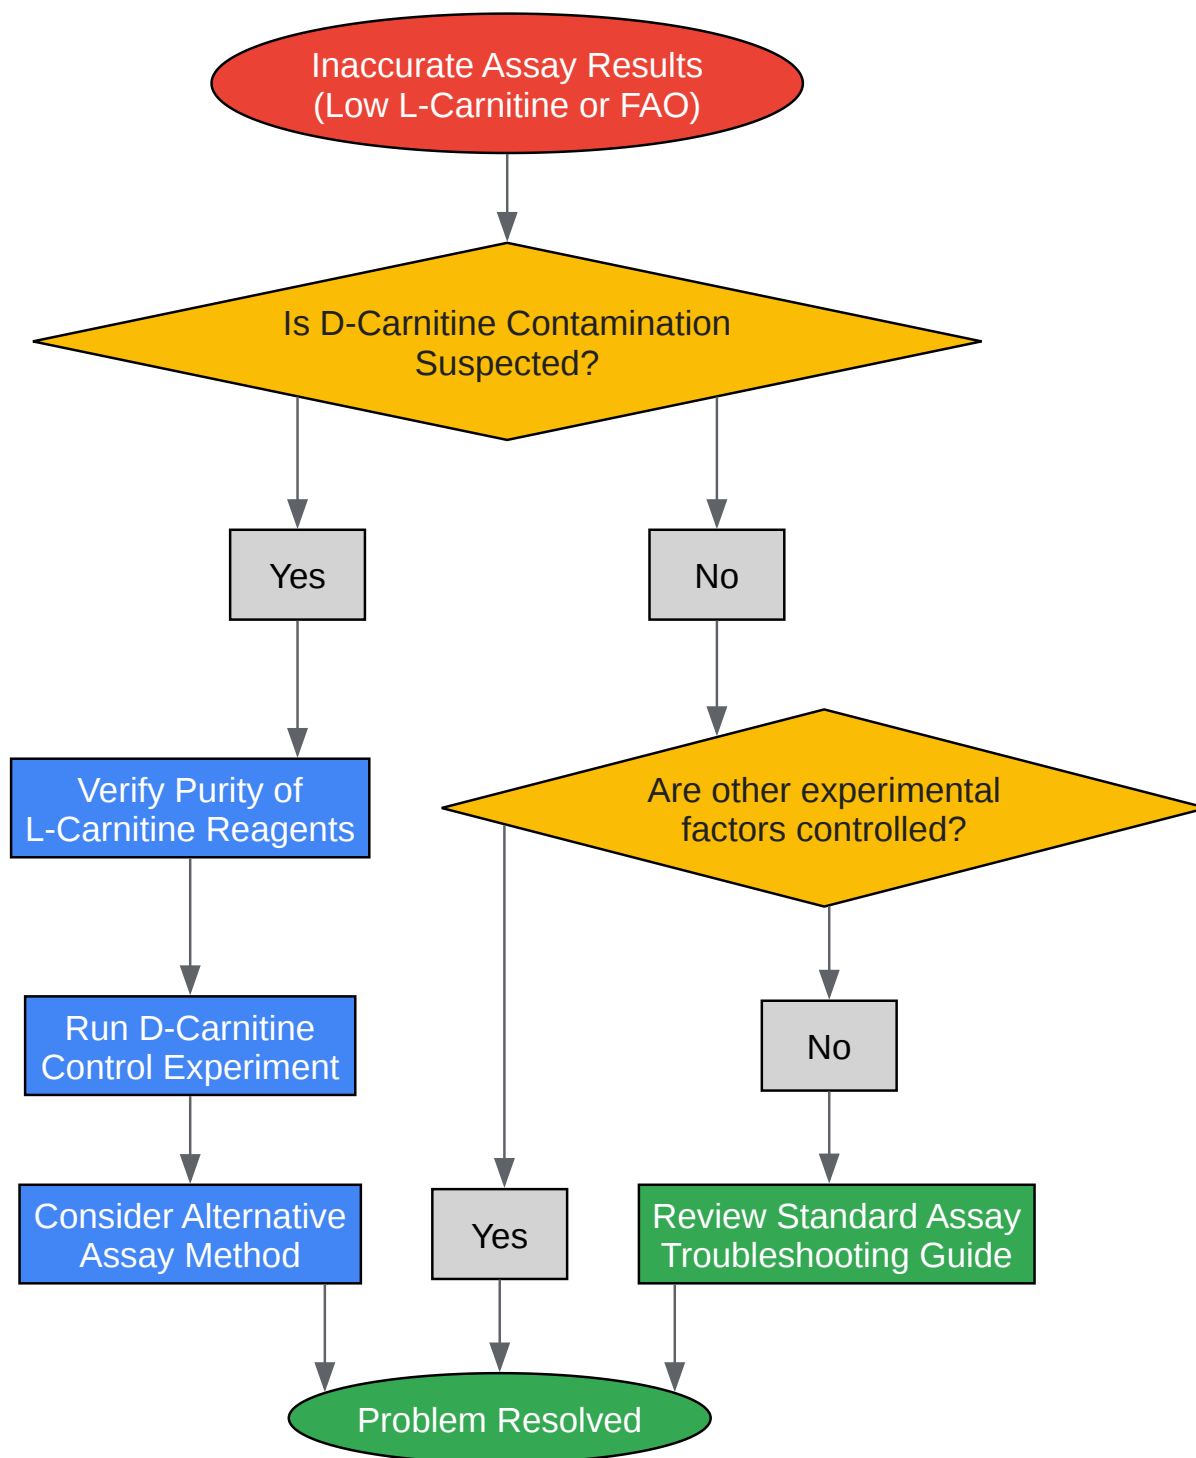 Inaccurate Assay Results
(Low L-Carnitine or FAO)
Is D-Carnitine Contamination
Suspected?
Yes
No
Verify Purity of
L-Carnitine Reagents
Are other experimental
factors controlled?
Run D-Carnitine
Control Experiment
No
Consider Alternative
Assay Method
Yes
Review Standard Assay
Troubleshooting Guide
Problem Resolved